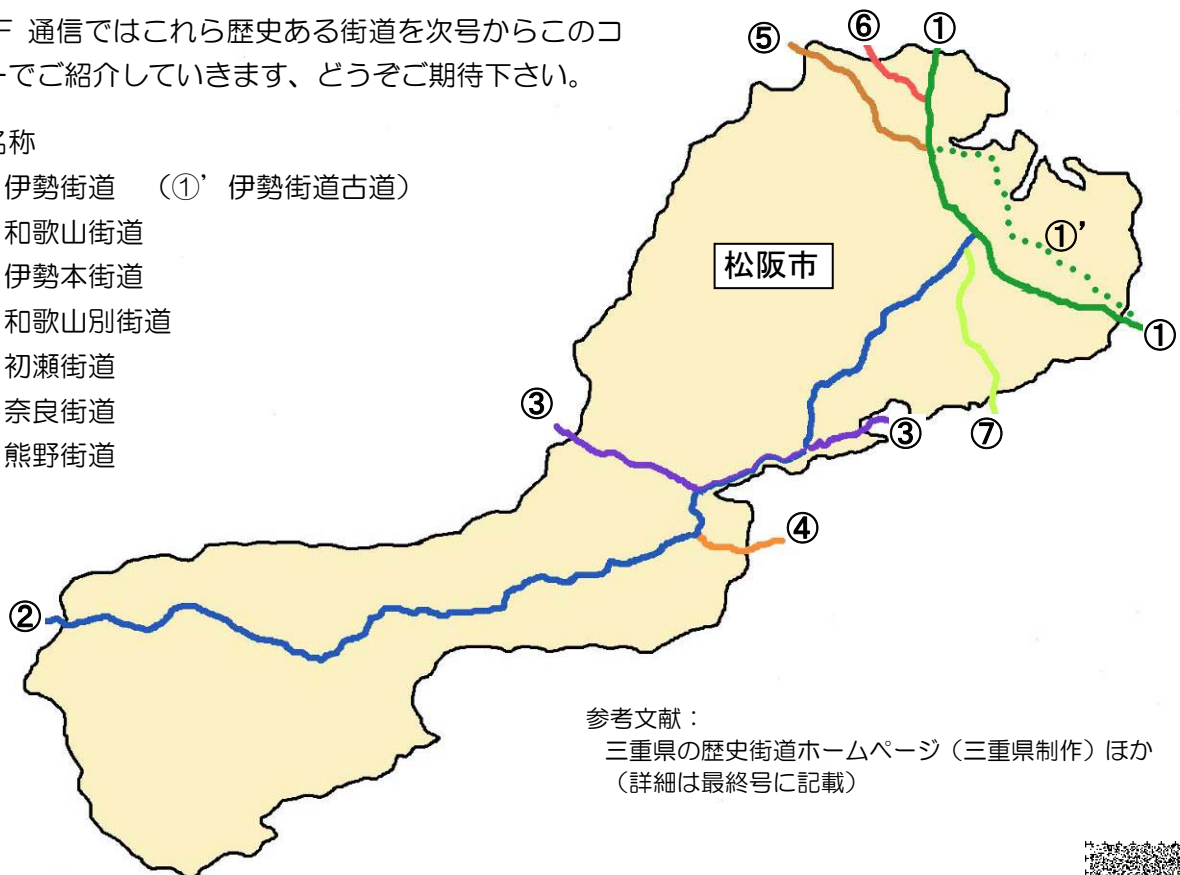 通信ではこれら歴史ある街道を次号からこのコ
ーでご紹介していきます、どうぞご期待下さい。
名称
伊勢街道 （①’伊勢街道古道）
和歌山街道
伊勢本街道
和歌山別街道
初瀬街道
奈良街道
熊野街道
⑤
⑥
①
①’
松阪市
①
③
③
⑦
④
②
参考文献：
三重県の歴史街道ホームページ（三重県制作）ほか
（詳細は最終号に記載）